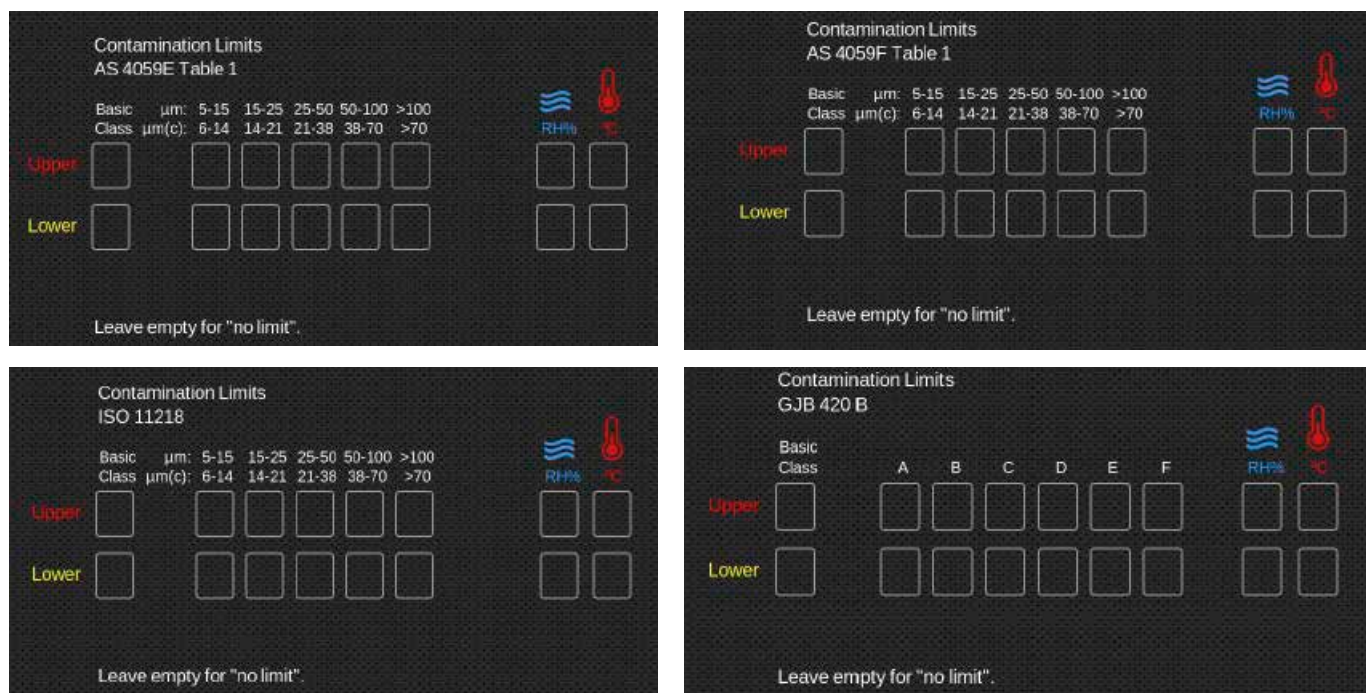 Contamination Limits
AS 4059E Table 1
Basic µm: 5-15 15-25 25-50 50-100 >100
Class µm(c): 6-14 14-21 21-38 38-70 >70
RH% °C
Upper
Lower
Leave empty for "no limit".
Contamination Limits
AS 4059F Table 1
Basic µm: 5-15 15-25 25-50 50-100 >100
Class µm(c): 6-14 14-21 21-38 38-70 >70
RH% °C
Upper
Lower
Leave empty for "no limit".
Contamination Limits
ISO 11218
Basic µm: 5-15 15-25 25-50 50-100 >100
Class µm(c): 6-14 14-21 21-38 38-70 >70
RH% °C
Upper
Lower
Leave empty for "no limit".
Contamination Limits
GJB 420 B
Basic
Class A B C D E F
RH% °C
Upper
Lower
Leave empty for "no limit".